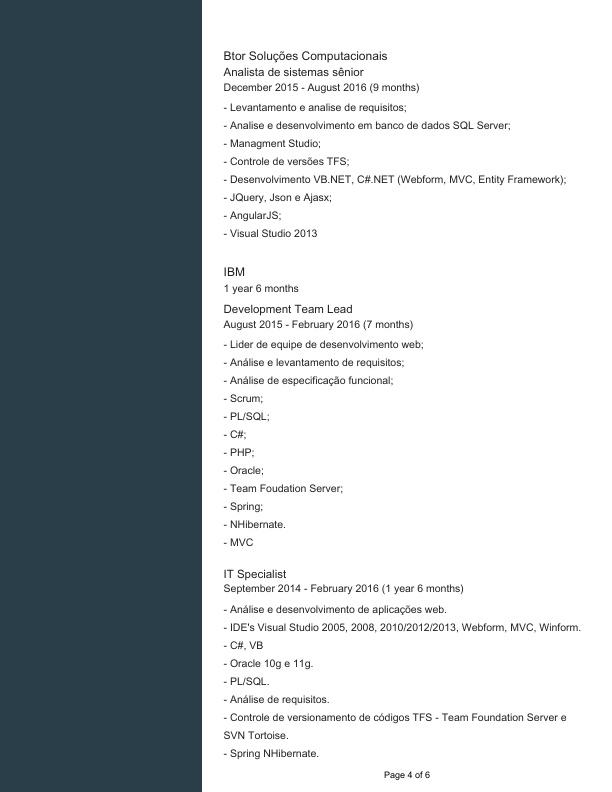 Btor Soluções Computacionais
Analista de sistemas sênior
December 2015 - August 2016 (9 months)
- Levantamento e analise de requisitos;
- Analise e desenvolvimento em banco de dados SQL Server;
- Managment Studio;
- Controle de versões TFS;
- Desenvolvimento VB.NET, C#.NET (Webform, MVC, Entity Framework);
- JQuery, Json e Ajasx;
- AngularJS;
- Visual Studio 2013
IBM
1 year 6 months
Development Team Lead
August 2015 - February 2016 (7 months)
- Lider de equipe de desenvolvimento web;
- Análise e levantamento de requisitos;
- Análise de especificação funcional;
- Scrum;
- PL/SQL;
- C#;
- PHP;
- Oracle;
- Team Foudation Server;
- Spring;
- NHibernate.
- MVC
IT Specialist
September 2014 - February 2016 (1 year 6 months)
- Análise e desenvolvimento de aplicações web.
- IDE's Visual Studio 2005, 2008, 2010/2012/2013, Webform, MVC, Winform.
- C#, VB
- Oracle 10g e 11g.
- PL/SQL.
- Análise de requisitos.
- Controle de versionamento de códigos TFS - Team Foundation Server e
SVN Tortoise.
- Spring NHibernate.
Page 4 of 6